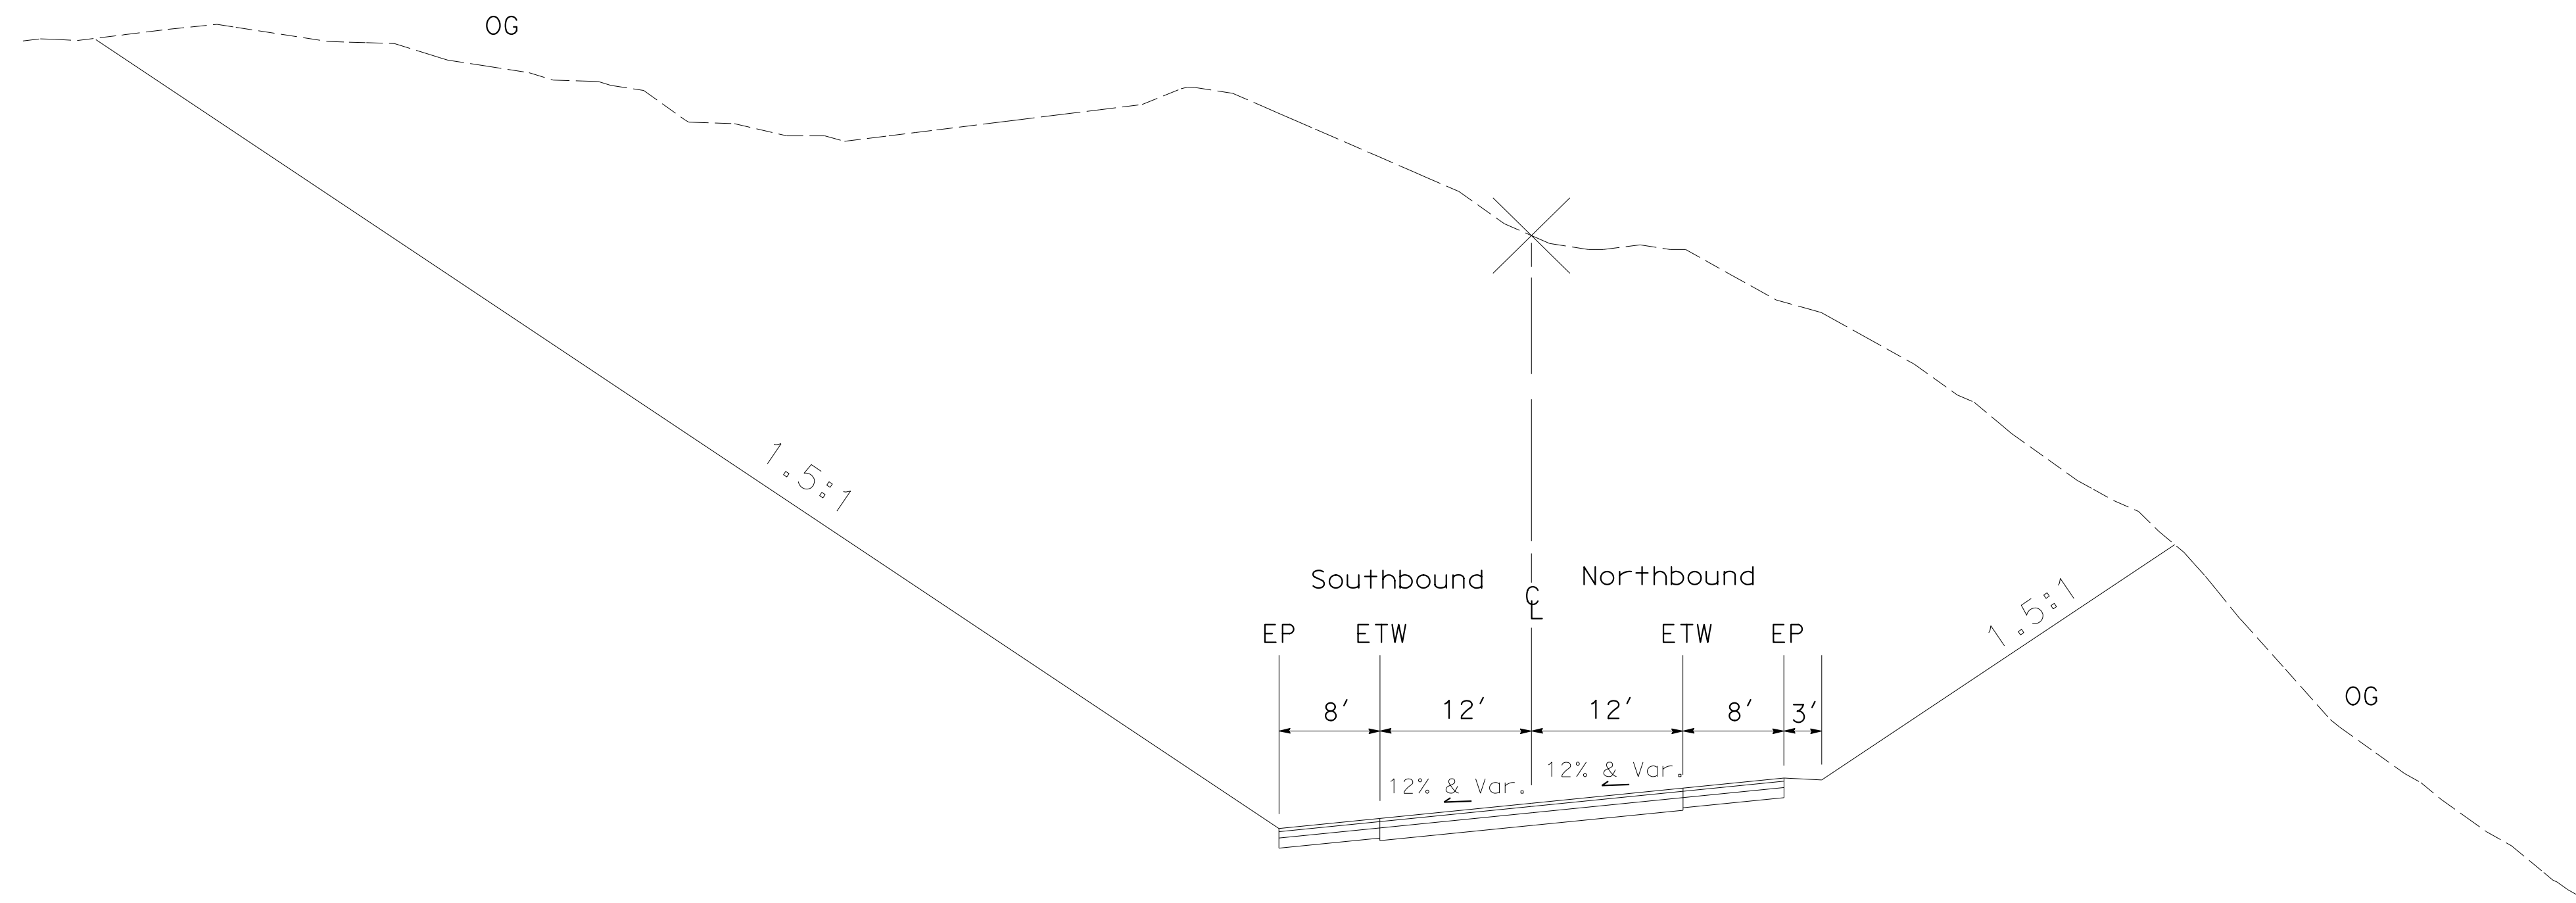 OG
1.5:1
Southbound
Northbound
℄
EP
ETW
ETW
EP
1.5:1
OG
8′
12′
12′
8′
3′
12% & Var.
12% & Var.